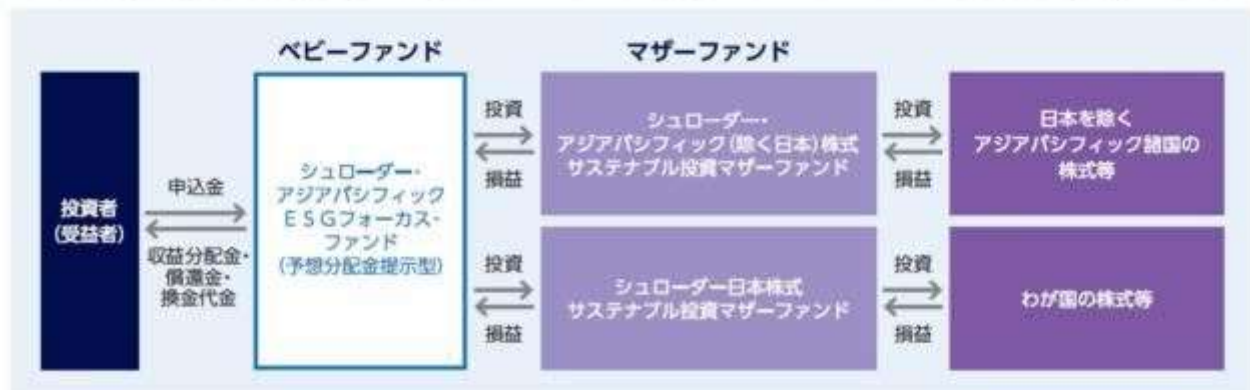 ベビーファンド
マザーファンド
投資者
(受益者)
申込金
収益分配金・
償還金・
換金代金
シュローダー・
アジアパシフィック
ESGフォーカス・
ファンド
(予想分配金提示型)
投資
損益
投資
損益
シュローダー・
アジアパシフィック(除く日本)株式
サステナブル投資マザーファンド
シュローダー日本株式
サステナブル投資マザーファンド
投資
損益
投資
損益
日本を除く
アジアパシフィック諸国の
株式等
わが国の株式等